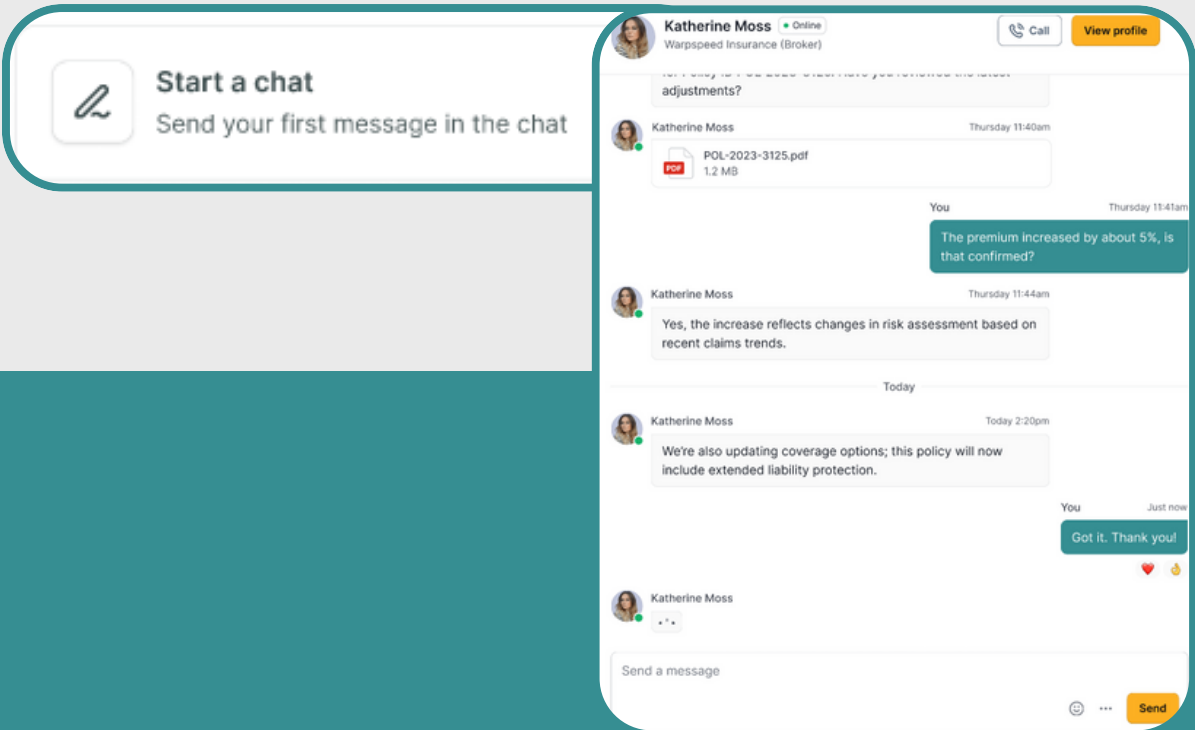 Start a chat
Send your first message in the chat
Katherine Moss
Online
Warpspeed Insurance (Broker)
Call
View profile
adjustments?
Katherine Moss
Thursday 11:40am
PDF
POL-2023-3125.pdf
1.2 MB
You
Thursday 11:41am
The premium increased by about 5%, is
that confirmed?
Katherine Moss
Thursday 11:44am
Yes, the increase reflects changes in risk assessment based on
recent claims trends.
Today
Katherine Moss
Today 2:20pm
We're also updating coverage options; this policy will now
include extended liability protection.
You
Just now
Got it. Thank you!
Katherine Moss
Send a message
Send